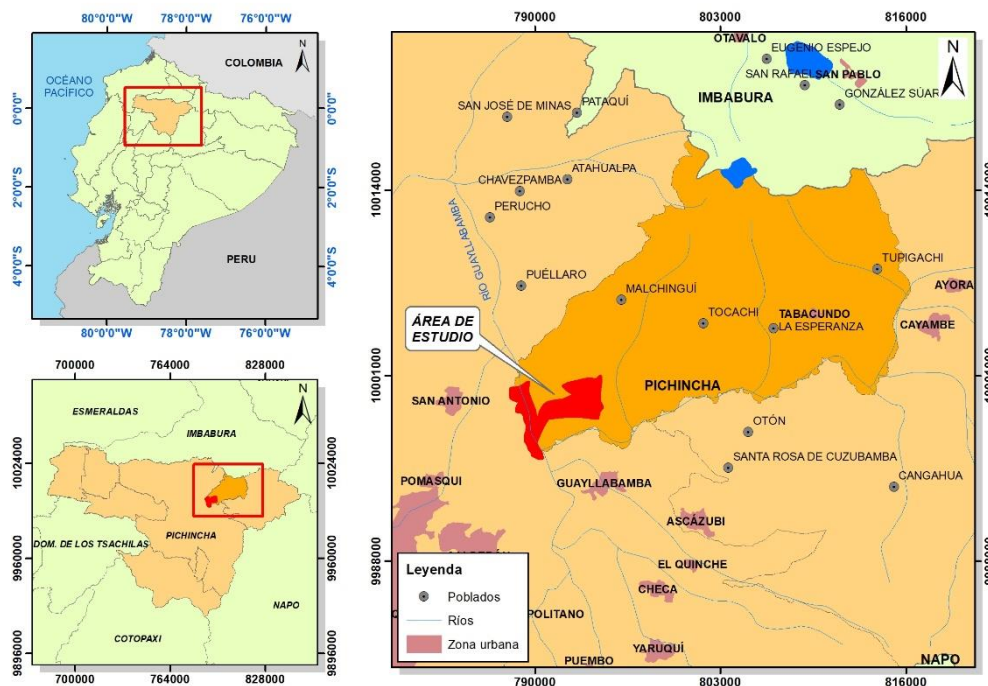 80°0'0"W
78°0'0"W
76°0'0"W
N
OCÉANO
PACÍFICO
COLOMBIA
0°0'0"
2°0'0"S
4°0'0"S
0°0'0"
2°0'0"S
4°0'0"S
PERU
80°0'0"W
78°0'0"W
76°0'0"W
700000
764000
828000
N
ESMERALDAS
IMBABURA
10024000
10024000
PICHINCHA
DOM. DE LOS TSACHILAS
9960000
9960000
NAPO
COTOPAXI
9896000
9896000
700000
764000
828000
790000
803000
816000
N
OTAVALO
EUGENIO ESPEJO
SAN RAFAEL
SAN PABLO
GONZÁLEZ SÚAR
IMBABURA
SAN JOSÉ DE MINAS
PATAQUÍ
ATAHUALPA
CHAVEZPAMBA
PERUCHO
10014000
10014000
RÍO GUAYLLABAMBA
PUÉLLARO
MALCHINGUÍ
TUPIGACHI
AYORA
TOCACHI
TABACUNDO
LA ESPERANZA
CAYAMBE
ÁREA DE
ESTUDIO
10001000
10001000
SAN ANTONIO
PICHINCHA
OTÓN
SANTA ROSA DE CUZUBAMBA
CANGAHUA
POMASQUI
GUAYLLABAMBA
ASCÁZUBI
9988000
9988000
EL QUINCHE
CHECA
POLITANO
YARUQUÍ
PUEMBO
NAPO
Leyenda
Poblados
Ríos
Zona urbana
790000
803000
816000